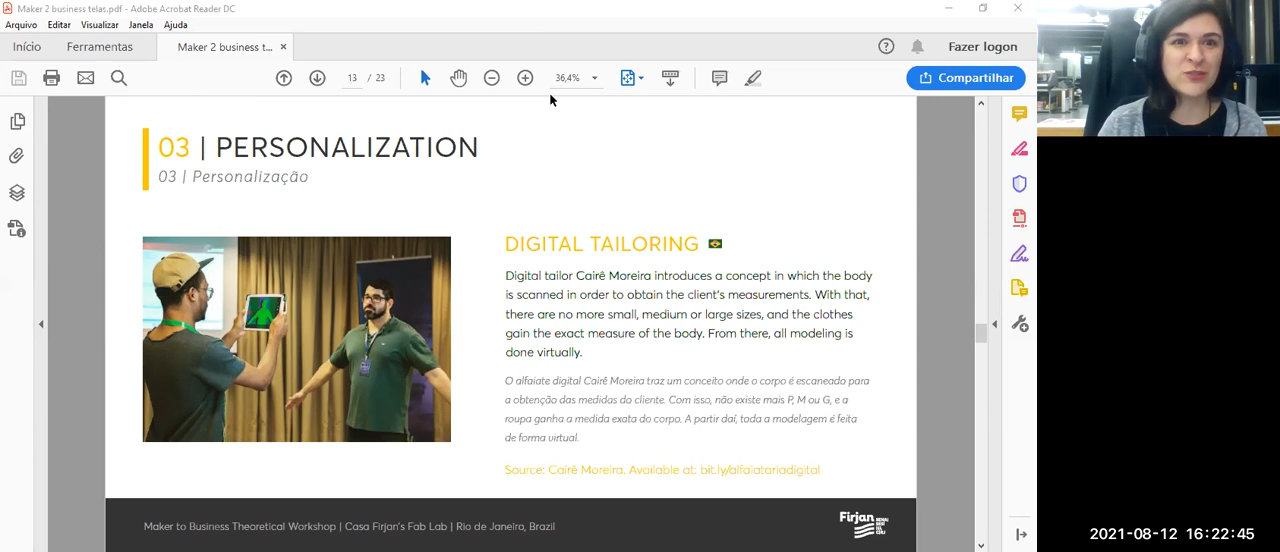 Maker 2 business telas.pdf - Adobe Acrobat Reader DC
Arquivo Editar Visualizar Janela Ajuda
Início Ferramentas Maker 2 business t... × Fazer logon
13 / 23 36,4% Compartilhar
03 | PERSONALIZATION
03 | Personalização
DIGITAL TAILORING
Digital tailor Cairê Moreira introduces a concept in which the body
is scanned in order to obtain the client's measurements. With that,
there are no more small, medium or large sizes, and the clothes
gain the exact measure of the body. From there, all modeling is
done virtually.
O alfaiate digital Cairê Moreira traz um conceito onde o corpo é escaneado para
a obtenção das medidas do cliente. Com isso, não existe mais P, M ou G, e a
roupa ganha a medida exata do corpo. A partir daí, toda a modelagem é feita
de forma virtual.
Source: Cairê Moreira. Available at: bit.ly/alfaiatariadigital
Maker to Business Theoretical Workshop | Casa Firjan's Fab Lab | Rio de Janeiro, Brazil
Firjan
2021-08-12 16:22:45